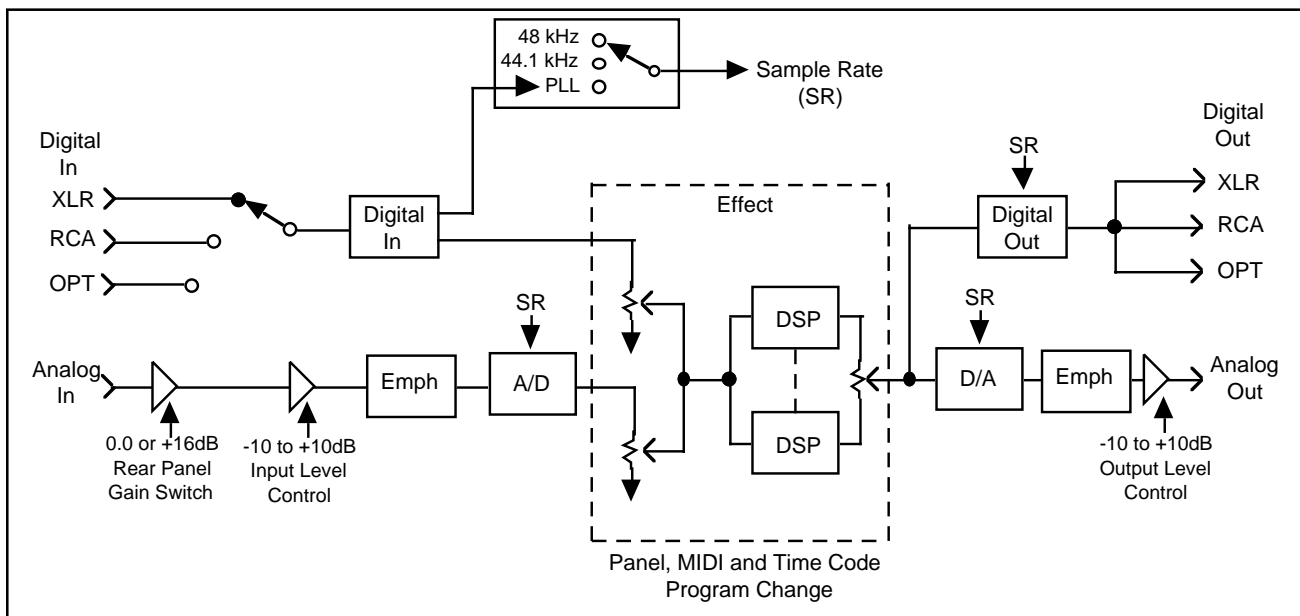 48 kHz
44.1 kHz
PLL
Sample Rate
(SR)
Digital
In
XLR
RCA
OPT
Digital
In
Effect
SR
Digital
Out
Digital
Out
XLR
RCA
OPT
Analog
In
0.0 or +16dB
Rear Panel
Gain Switch
-10 to +10dB
Input Level
Control
Emph
SR
A/D
DSP
DSP
SR
D/A
Emph
-10 to +10dB
Output Level
Control
Analog
Out
Panel, MIDI and Time Code
Program Change